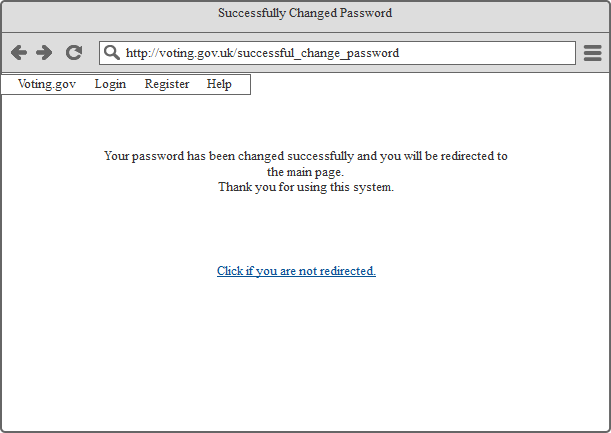 Successfully Changed Password
http://voting.gov.uk/successful_change_password
Voting.gov Login Register Help
Your password has been changed successfully and you will be redirected to
the main page.
Thank you for using this system.
Click if you are not redirected.